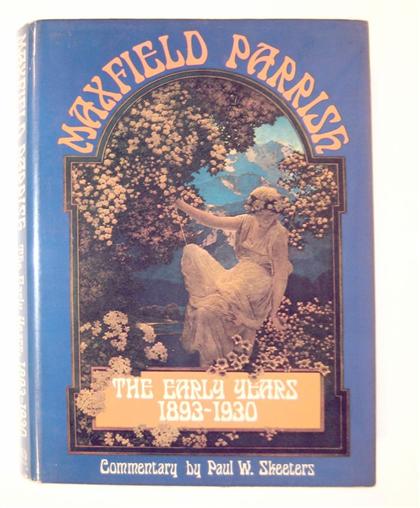 MAXFIELD PARRISH
THE EARLY YEARS
1893-1930
Commentary by Paul W. Skeeters
MAXFIELD PARRISH The Early Years 1893-1930